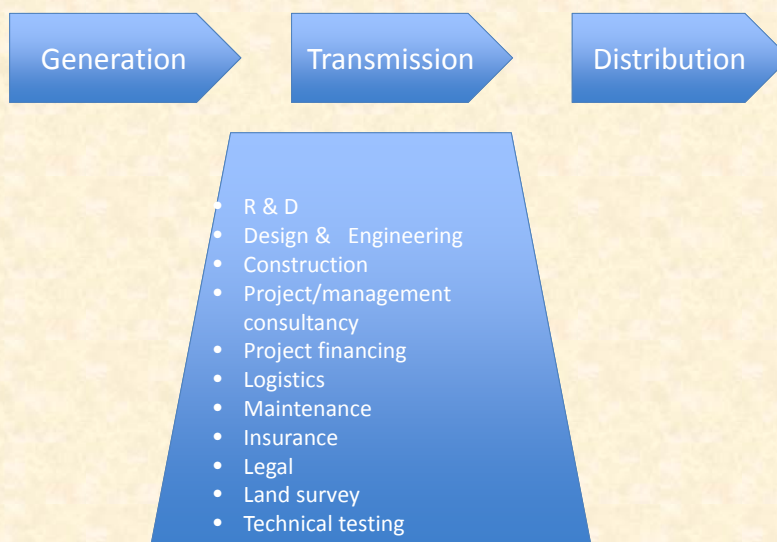 Generation
Transmission
Distribution
• R & D
• Design & Engineering
• Construction
• Project/management
consultancy
• Project financing
• Logistics
• Maintenance
• Insurance
• Legal
• Land survey
• Technical testing